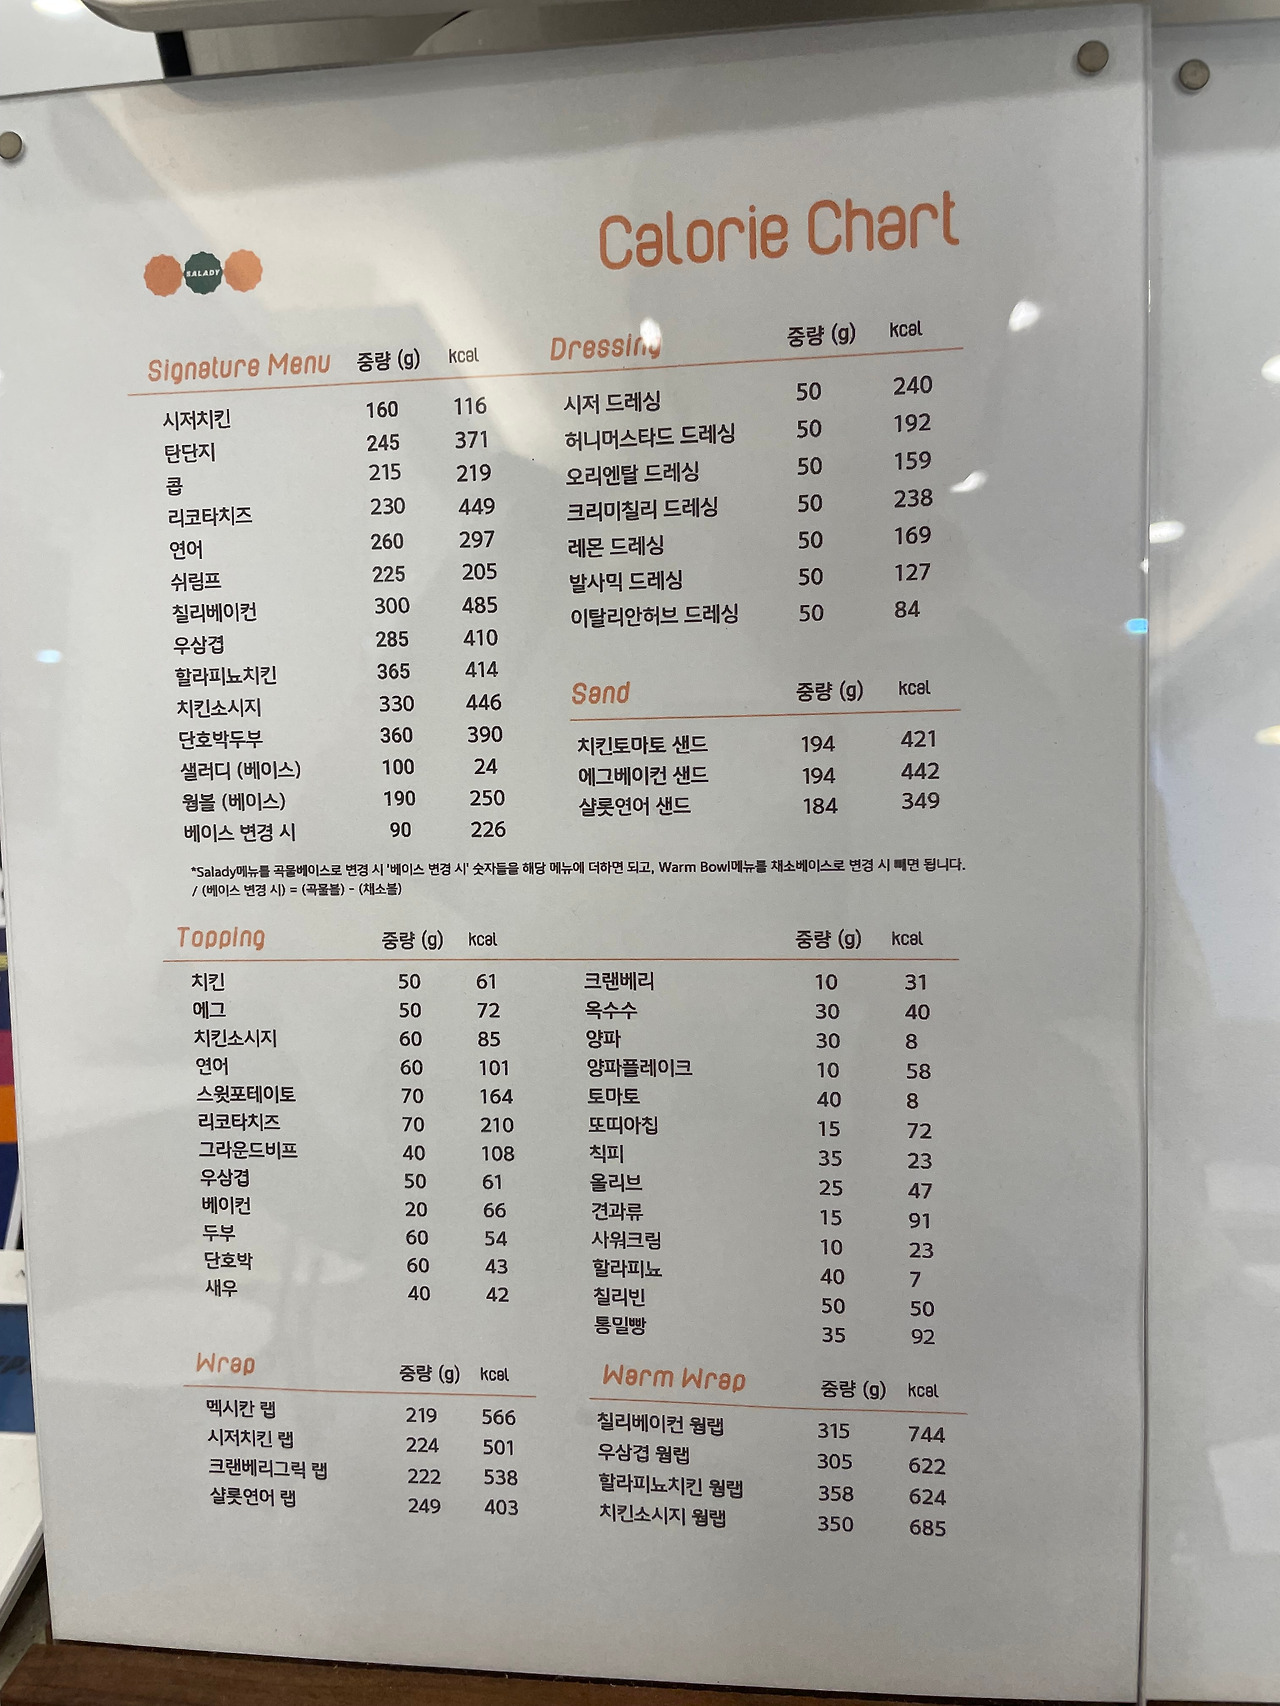 Calorie Chart
SALADY
Signature Menu 중량 (g) kcal
시저치킨 160 116
탄단지 245 371
콥 215 219
리코타치즈 230 449
연어 260 297
쉬림프 225 205
칠리베이컨 300 485
우삼겹 285 410
할라피뇨치킨 365 414
치킨소시지 330 446
단호박두부 360 390
샐러디 (베이스) 100 24
웜볼 (베이스) 190 250
베이스 변경 시 90 226
Dressing 중량 (g) kcal
시저 드레싱 50 240
허니머스타드 드레싱 50 192
오리엔탈 드레싱 50 159
크리미칠리 드레싱 50 238
레몬 드레싱 50 169
발사믹 드레싱 50 127
이탈리안허브 드레싱 50 84
Sand 중량 (g) kcal
치킨토마토 샌드 194 421
에그베이컨 샌드 194 442
샬롯연어 샌드 184 349
*Salady메뉴를 곡물베이스로 변경 시 '베이스 변경 시' 숫자들을 해당 메뉴에 더하면 되고, Warm Bowl메뉴를 채소베이스로 변경 시 빼면 됩니다.
/ (베이스 변경 시) = (곡물볼) - (채소볼)
Topping 중량 (g) kcal
치킨 50 61
에그 50 72
치킨소시지 60 85
연어 60 101
스윗포테이토 70 164
리코타치즈 70 210
그라운드비프 40 108
우삼겹 50 61
베이컨 20 66
두부 60 54
단호박 60 43
새우 40 42
중량 (g) kcal
크랜베리 10 31
옥수수 30 40
양파 30 8
양파플레이크 10 58
토마토 40 8
또띠아칩 15 72
칙피 35 23
올리브 25 47
견과류 15 91
사워크림 10 23
할라피뇨 40 7
칠리빈 50 50
통밀빵 35 92
Wrap 중량 (g) kcal
멕시칸 랩 219 566
시저치킨 랩 224 501
크랜베리그릭 랩 222 538
샬롯연어 랩 249 403
Warm Wrap 중량 (g) kcal
칠리베이컨 웜랩 315 744
우삼겹 웜랩 305 622
할라피뇨치킨 웜랩 358 624
치킨소시지 웜랩 350 685